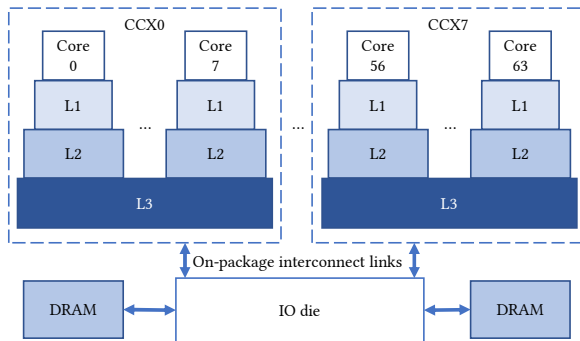 CCX0
CCX7
Core
0
Core
7
Core
56
Core
63
L1
L1
L1
L1
...
...
...
L2
L2
L2
L2
L3
L3
On-package interconnect links
DRAM
IO die
DRAM